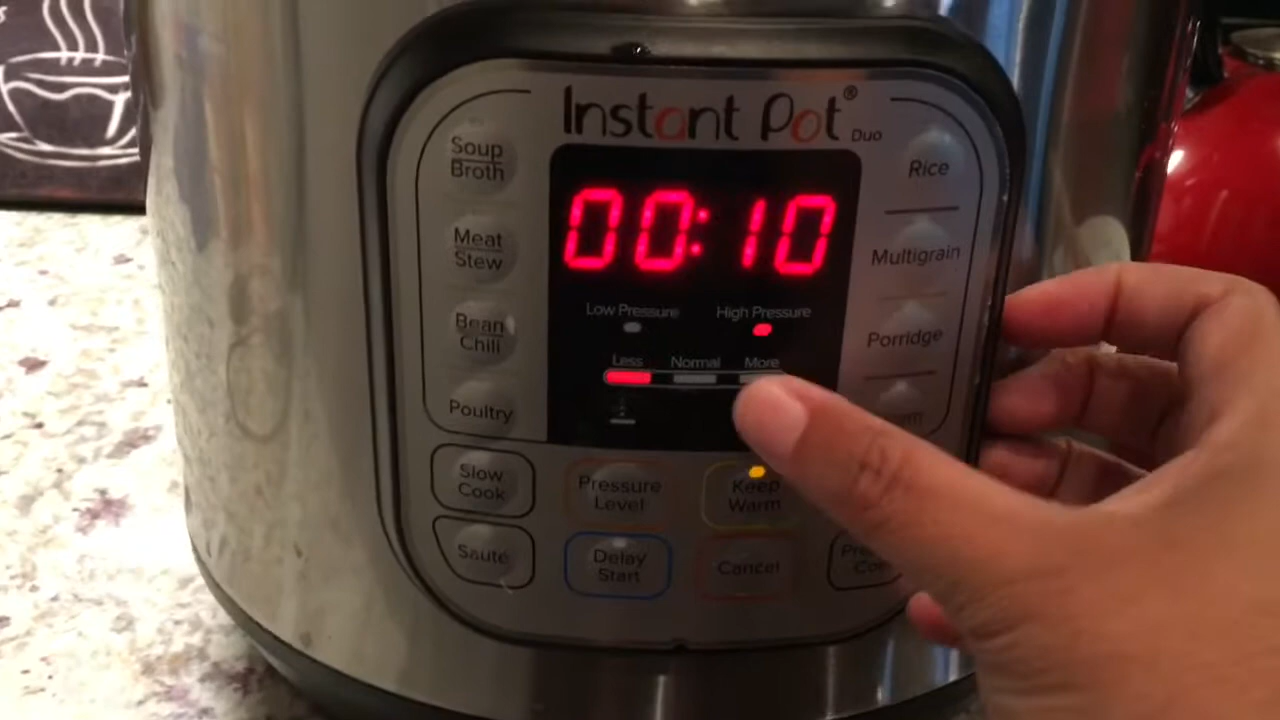 Instant Pot®
Duo
Soup
Broth
Meat
Stew
Bean
Chili
Poultry
Slow
Cook
Saute
00:10
Low Pressure
High Pressure
Less
Normal
More
Pressure
Level
Keep
Warm
Delay
Start
Cancel
Rice
Multigrain
Porridge